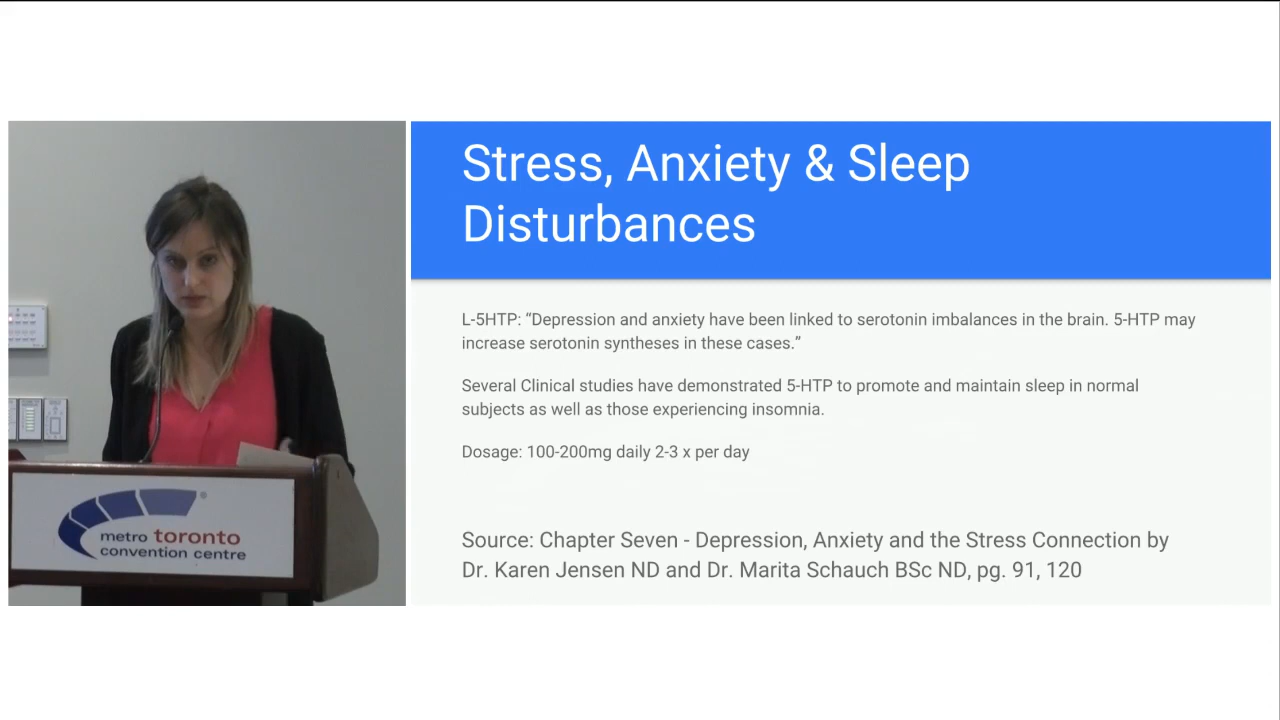 Stress, Anxiety & Sleep
Disturbances
L-5HTP: “Depression and anxiety have been linked to serotonin imbalances in the brain. 5-HTP may
increase serotonin syntheses in these cases.”
Several Clinical studies have demonstrated 5-HTP to promote and maintain sleep in normal
subjects as well as those experiencing insomnia.
Dosage: 100-200mg daily 2-3 x per day
Source: Chapter Seven - Depression, Anxiety and the Stress Connection by
Dr. Karen Jensen ND and Dr. Marita Schauch BSc ND, pg. 91, 120
metro toronto
convention centre